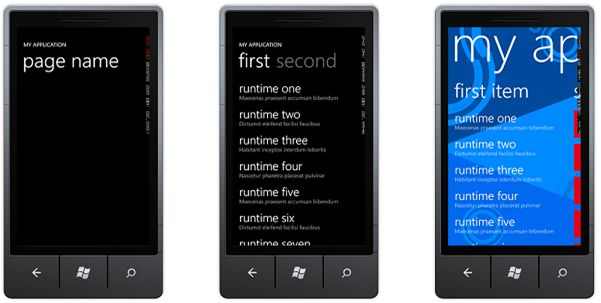 MY APPLICATION
page name
MY APPLICATION
first second
runtime one
Maecenas praesent accumsan bibendum
runtime two
Dictumst eleifend facilisi faucibus
runtime three
Habitant inceptos interdum lobortis
runtime four
Nascetur pharetra placerat pulvinar
runtime five
Maecenas praesent accumsan bibendum
runtime six
Dictumst eleifend facilisi faucibus
runtime seven
my ap
first item
runtime one
Maecenas praesent accumsan bibendum
runtime two
Dictumst eleifend facilisi faucibus
runtime three
Habitant inceptos interdum lobortis
runtime four
Nascetur pharetra placerat pulvinar
runtime five
Maecenas praesent accumsan bibendum